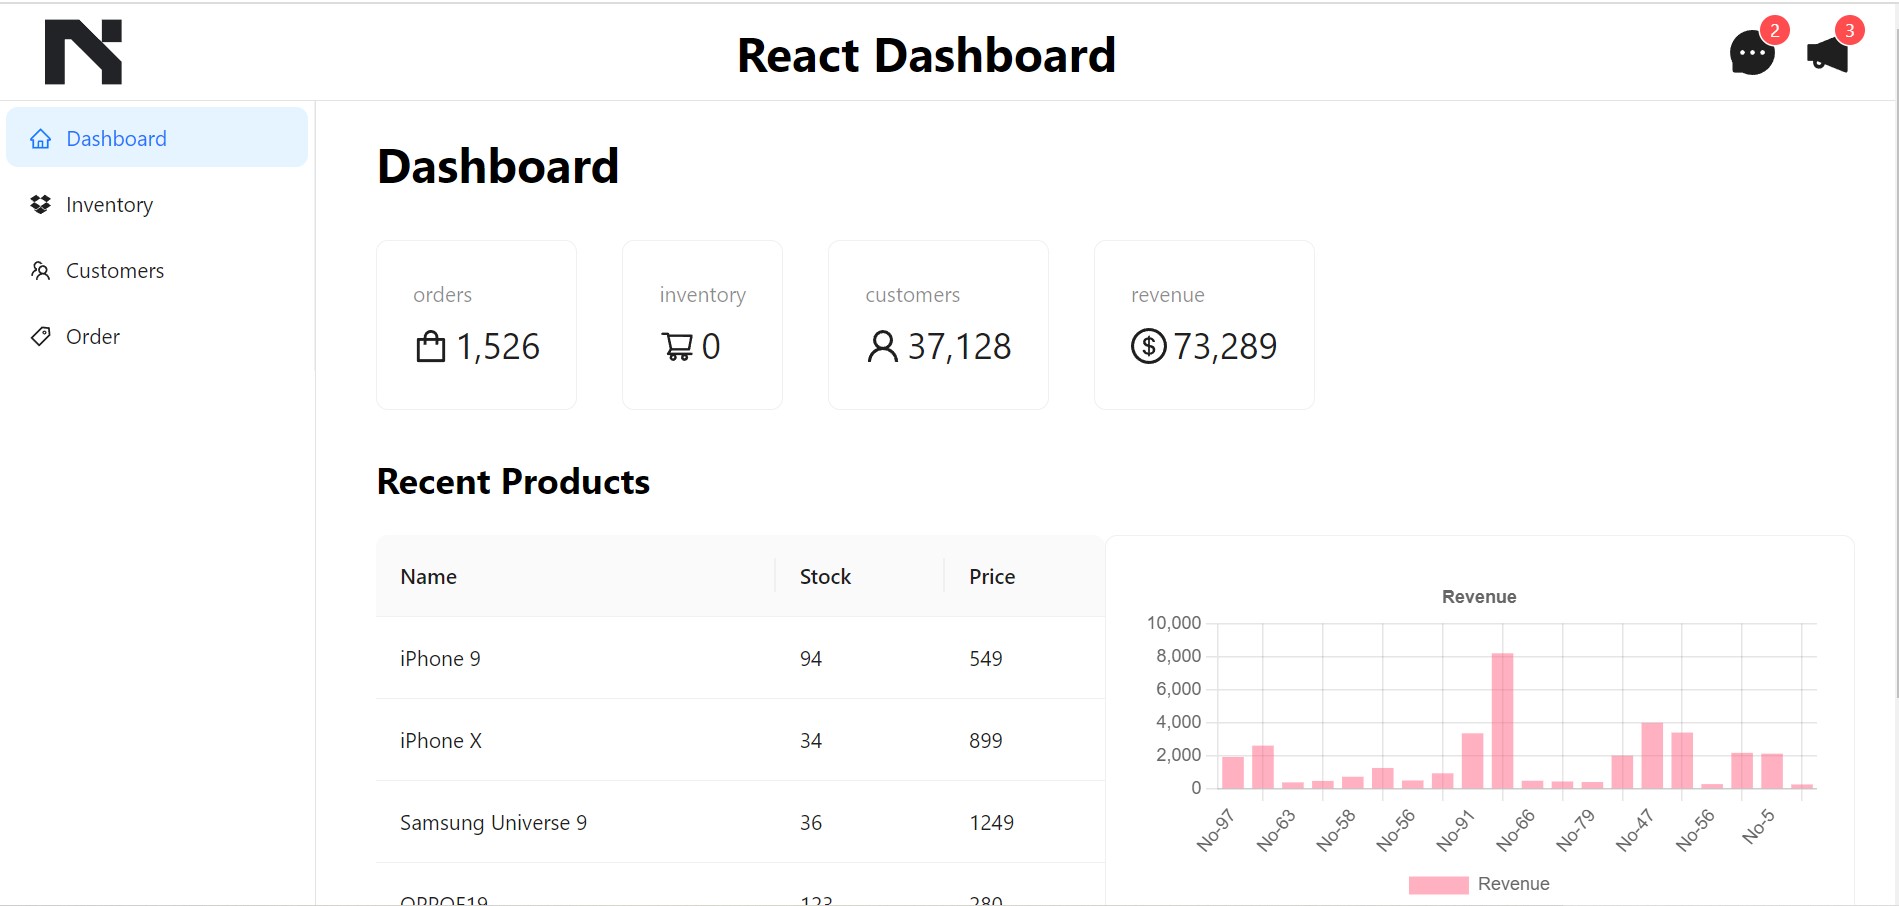 React Dashboard
2
3
Dashboard
Inventory
Customers
Order
Dashboard
orders
1,526
inventory
0
customers
37,128
revenue
73,289
Recent Products
Name Stock Price
iPhone 9 94 549
iPhone X 34 899
Samsung Universe 9 36 1249
OPPOF19 123 280
Revenue
10,000
8,000
6,000
4,000
2,000
0
No-97 No-63 No-58 No-56 No-91 No-66 No-79 No-47 No-56 No-5
Revenue